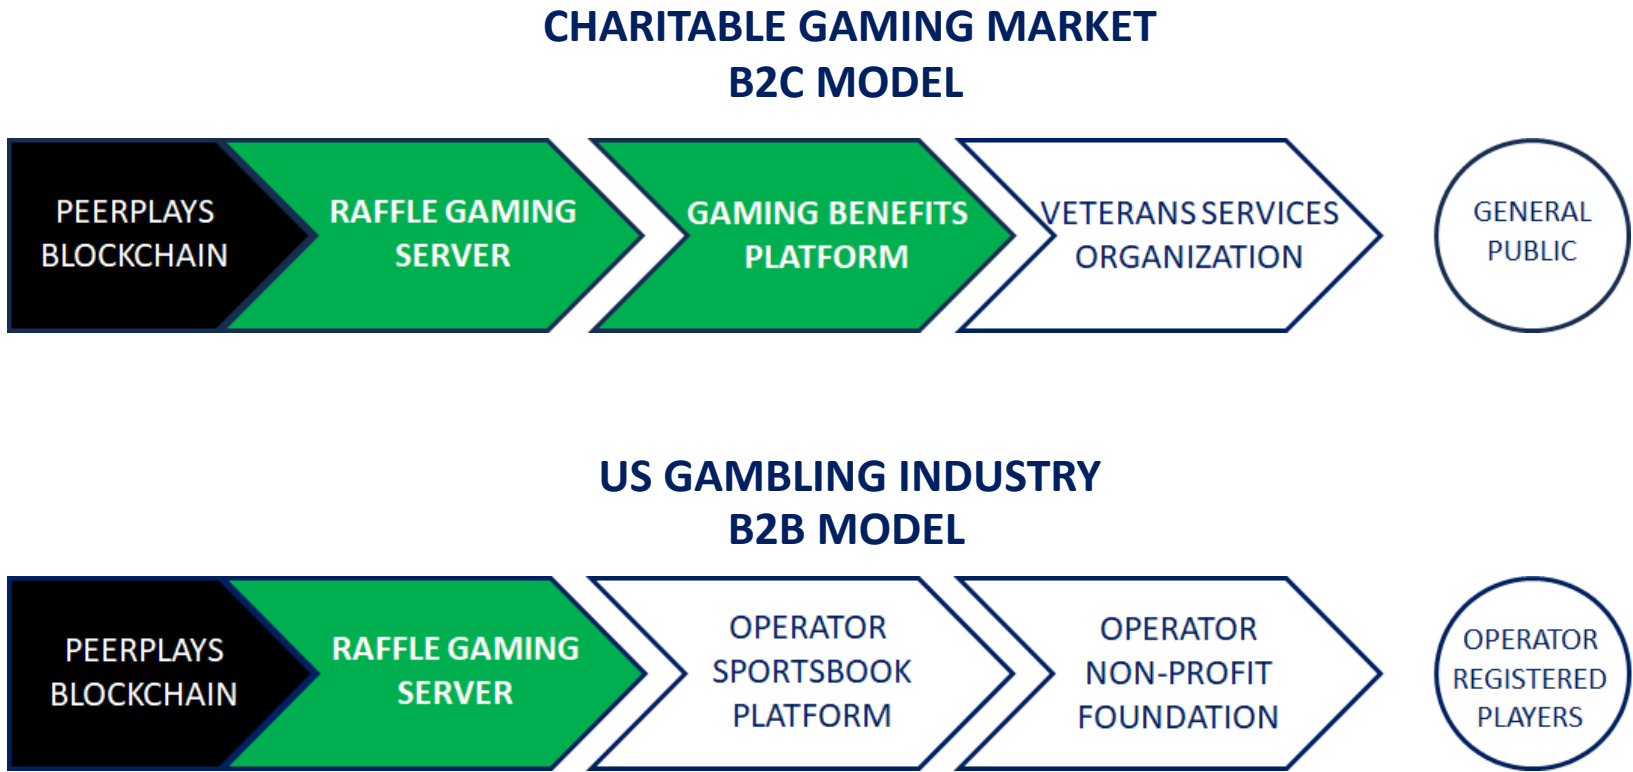 CHARITABLE GAMING MARKET
B2C MODEL
PEERPLAYS
BLOCKCHAIN
RAFFLE GAMING
SERVER
GAMING BENEFITS
PLATFORM
VETERANS SERVICES
ORGANIZATION
GENERAL
PUBLIC
US GAMBLING INDUSTRY
B2B MODEL
PEERPLAYS
BLOCKCHAIN
RAFFLE GAMING
SERVER
OPERATOR
SPORTSBOOK
PLATFORM
OPERATOR
NON-PROFIT
FOUNDATION
OPERATOR
REGISTERED
PLAYERS